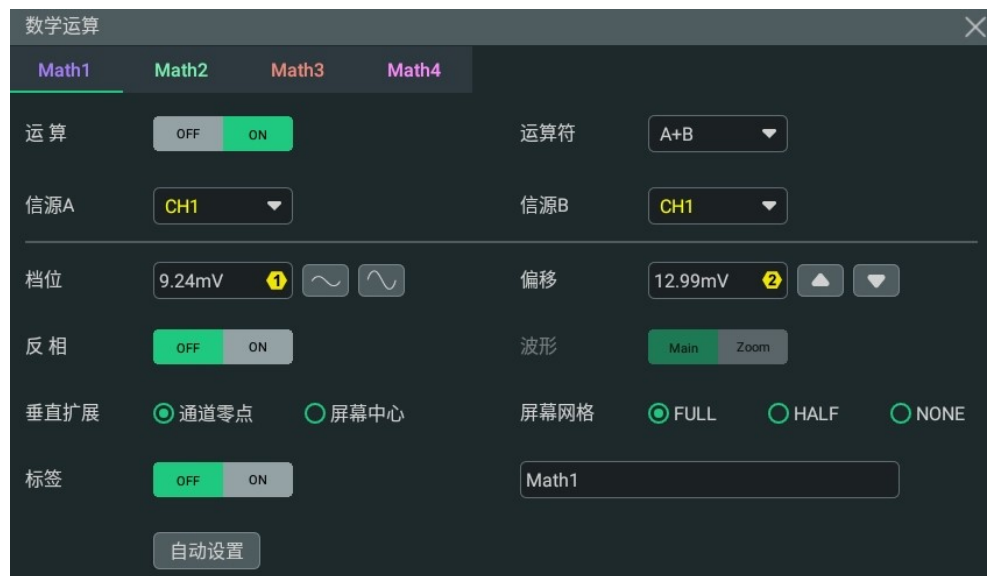 数学运算
Math1 Math2 Math3 Math4
运算 OFF ON 运算符 A+B
信源A CH1 信源B CH1
档位 9.24mV 1 偏移 12.99mV 2
反相 OFF ON 波形 Main Zoom
垂直扩展 通道零点 屏幕中心 屏幕网格 FULL HALF NONE
标签 OFF ON Math1
自动设置